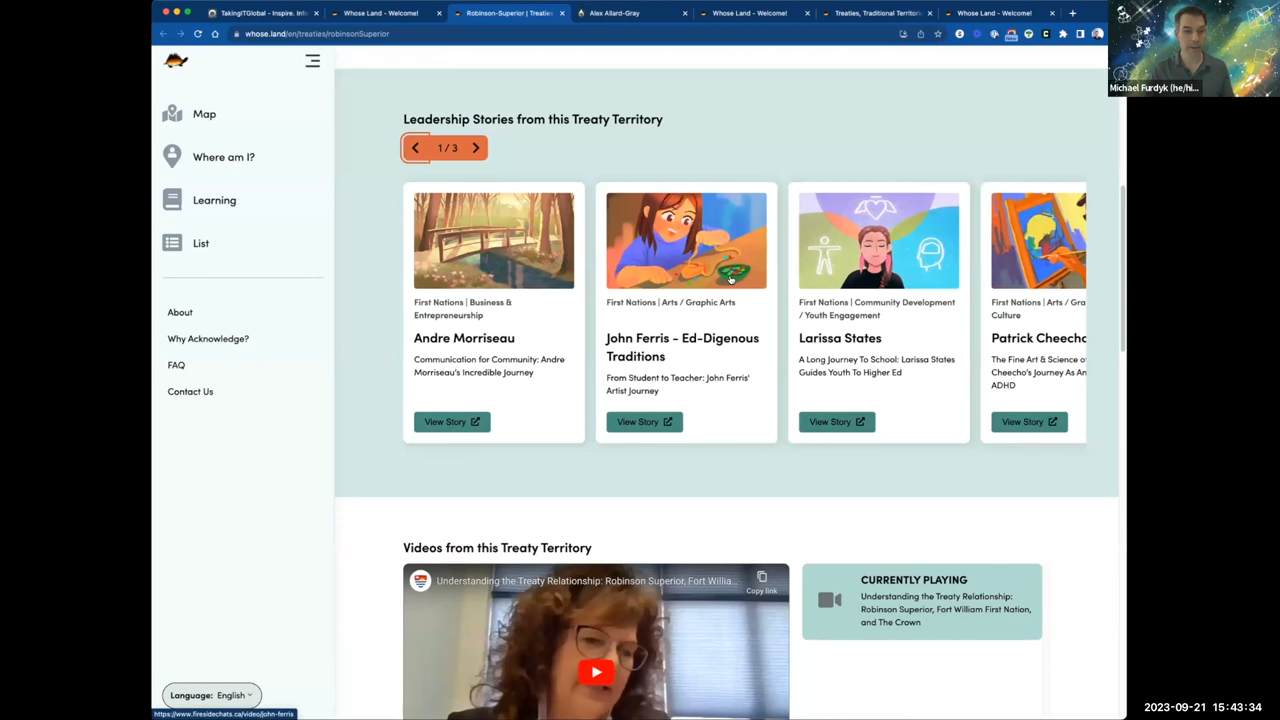 TakingITGlobal - Inspire. Info
Whose Land - Welcome!
Robinson-Superior | Treaties
Alex Allard-Gray
Whose Land - Welcome!
Treaties, Traditional Territori
Whose Land - Welcome!
whose.land/en/treaties/robinsonSuperior
Michael Furdyk (he/hi...
Map
Where am I?
Learning
List
About
Why Acknowledge?
FAQ
Contact Us
Language: English
https://www.firesidechats.ca/video/john-ferris
Leadership Stories from this Treaty Territory
1 / 3
First Nations | Business &
Entrepreneurship
Andre Morriseau
Communication for Community: Andre
Morriseau's Incredible Journey
View Story
First Nations | Arts / Graphic Arts
John Ferris - Ed-Digenous
Traditions
From Student to Teacher: John Ferris'
Artist Journey
View Story
First Nations | Community Development
/ Youth Engagement
Larissa States
A Long Journey To School: Larissa States
Guides Youth To Higher Ed
View Story
First Nations | Arts / Gra
Culture
Patrick Cheecho
The Fine Art & Science o
Cheecho's Journey As An
ADHD
View Story
Videos from this Treaty Territory
Understanding the Treaty Relationship: Robinson Superior, Fort Willia...
Copy link
CURRENTLY PLAYING
Understanding the Treaty Relationship:
Robinson Superior, Fort William First Nation,
and The Crown
2023-09-21 15:43:34